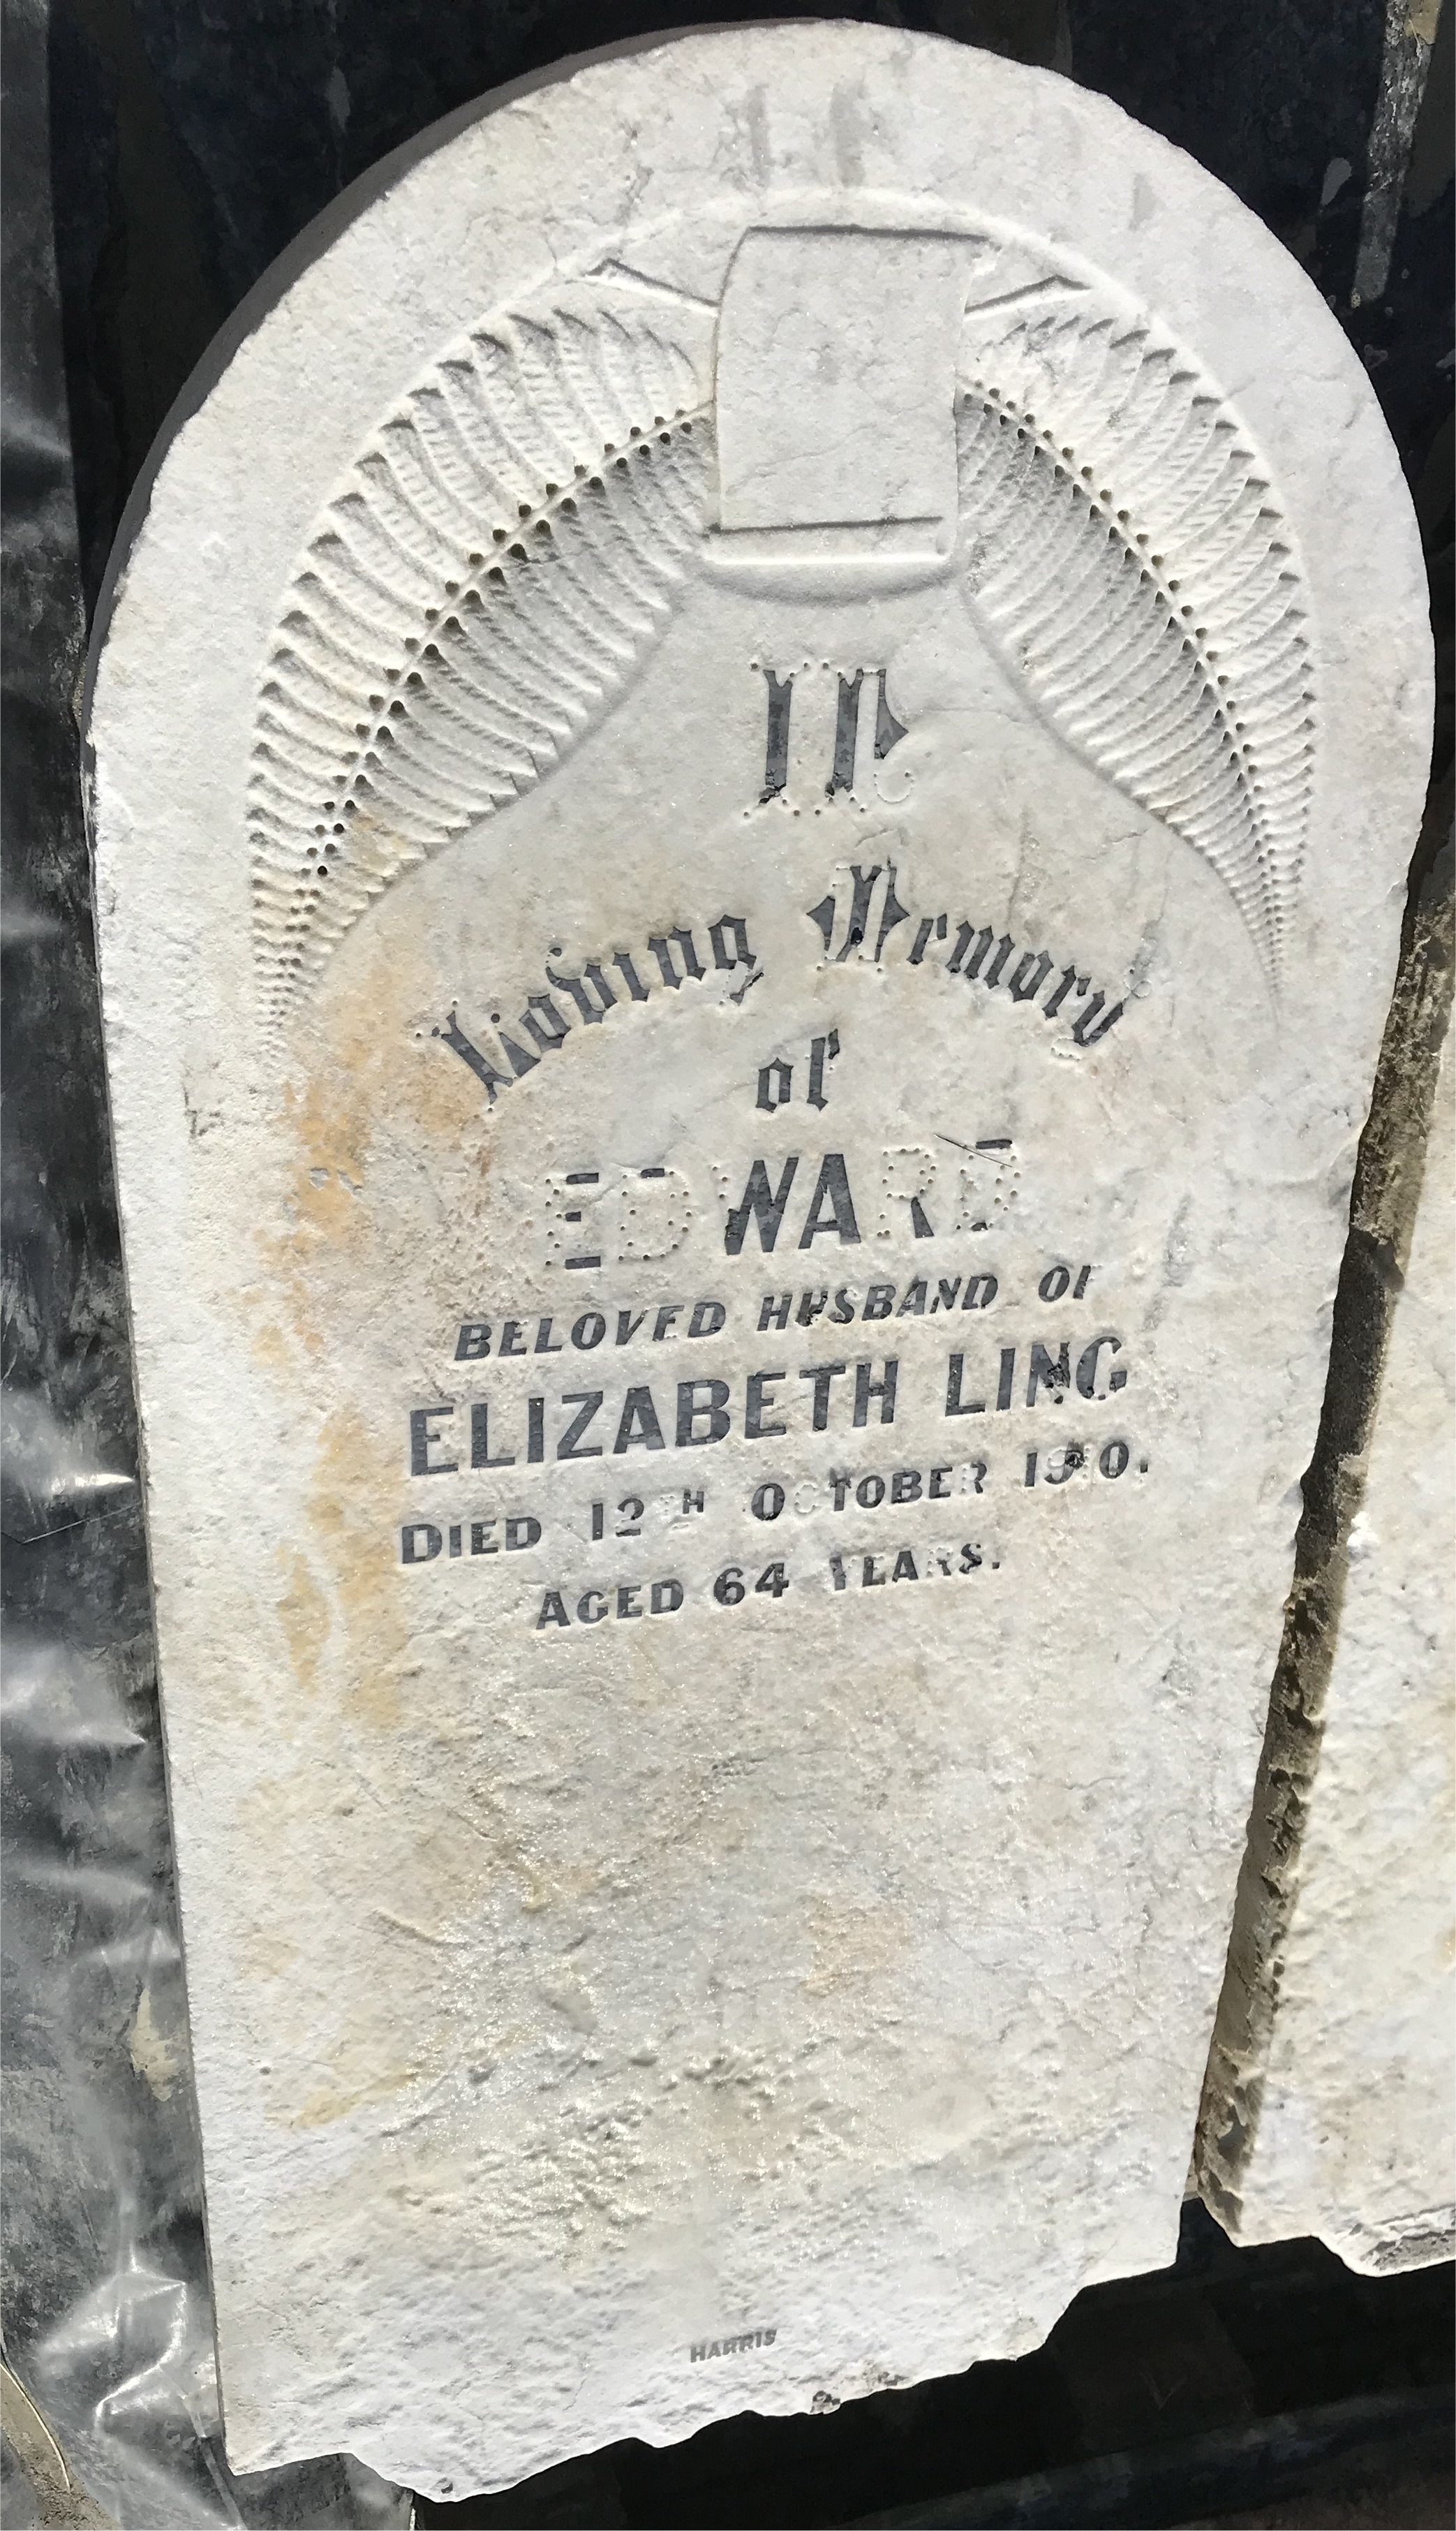 In
Loving Memory
of
EDWARD
BELOVED HUSBAND OF
ELIZABETH LING
DIED 12TH OCTOBER 1910.
AGED 64 YEARS.
HARRIS